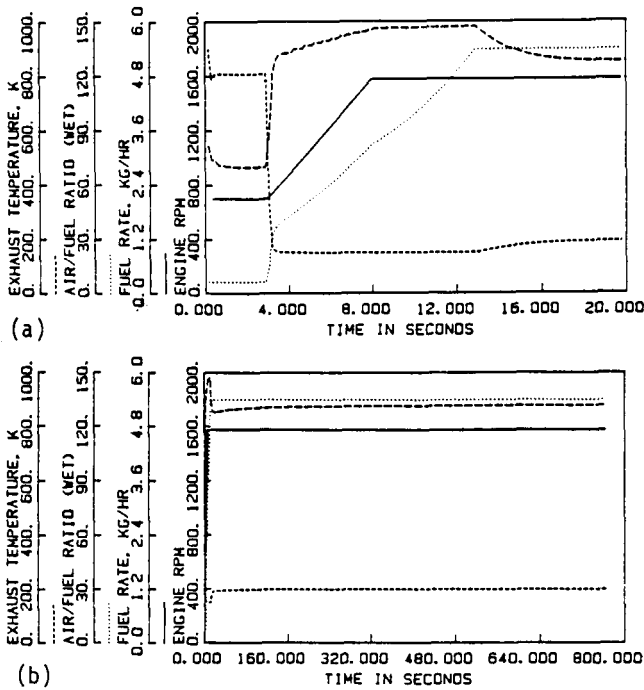 EXHAUST TEMPERATURE, K
0. 200. 400. 600. 800. 1000.
AIR/FUEL RATIO (WET)
0. 30. 60. 90. 120. 150.
FUEL RATE, KG/HR
0.0 1.2 2.4 3.6 4.8 6.0
ENGINE RPM
0. 400. 800. 1200. 1600. 2000.
0.000 4.000 8.000 12.000 16.000 20.000
TIME IN SECONDS
(a)
EXHAUST TEMPERATURE, K
0. 200. 400. 600. 800. 1000.
AIR/FUEL RATIO (WET)
0. 30. 60. 90. 120. 150.
FUEL RATE, KG/HR
0.0 1.2 2.4 3.6 4.8 6.0
ENGINE RPM
0. 400. 800. 1200. 1600. 2000.
0.000 160.000 320.000 480.000 640.000 800.000
TIME IN SECONDS
(b)